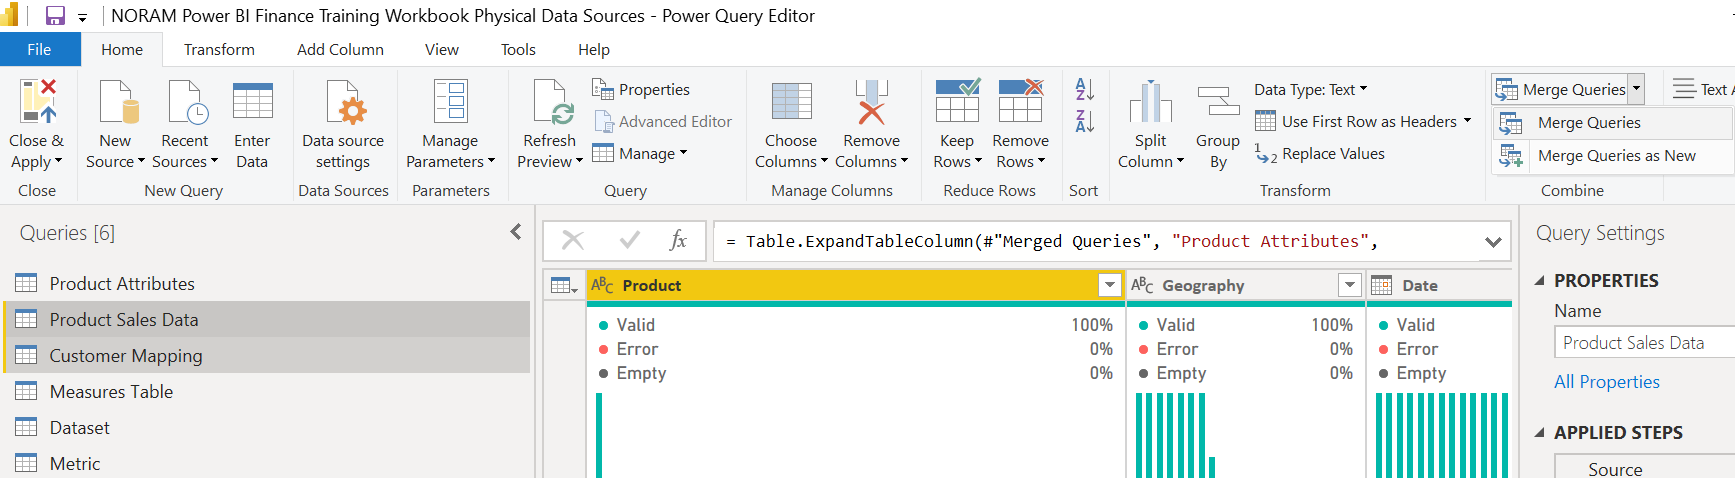 NORAM Power BI Finance Training Workbook Physical Data Sources - Power Query Editor
File Home Transform Add Column View Tools Help
Close & Apply
Close
New Source
Recent Sources
Enter Data
New Query
Data source settings
Data Sources
Manage Parameters
Parameters
Refresh Preview
Properties
Advanced Editor
Manage
Query
Choose Columns
Remove Columns
Manage Columns
Keep Rows
Remove Rows
Reduce Rows
A
Z
Z
A
Sort
Split Column
Group By
Data Type: Text
Use First Row as Headers
1
2
Replace Values
Transform
Merge Queries
Merge Queries
Merge Queries as New
Combine
Text A
Queries [6]
Product Attributes
Product Sales Data
Customer Mapping
Measures Table
Dataset
Metric
fx
= Table.ExpandTableColumn(#"Merged Queries", "Product Attributes",
ABC Product
Valid 100%
Error 0%
Empty 0%
ABC Geography
Valid 100%
Error 0%
Empty 0%
Date
Valid
Error
Empty
Query Settings
PROPERTIES
Name
Product Sales Data
All Properties
APPLIED STEPS
Source